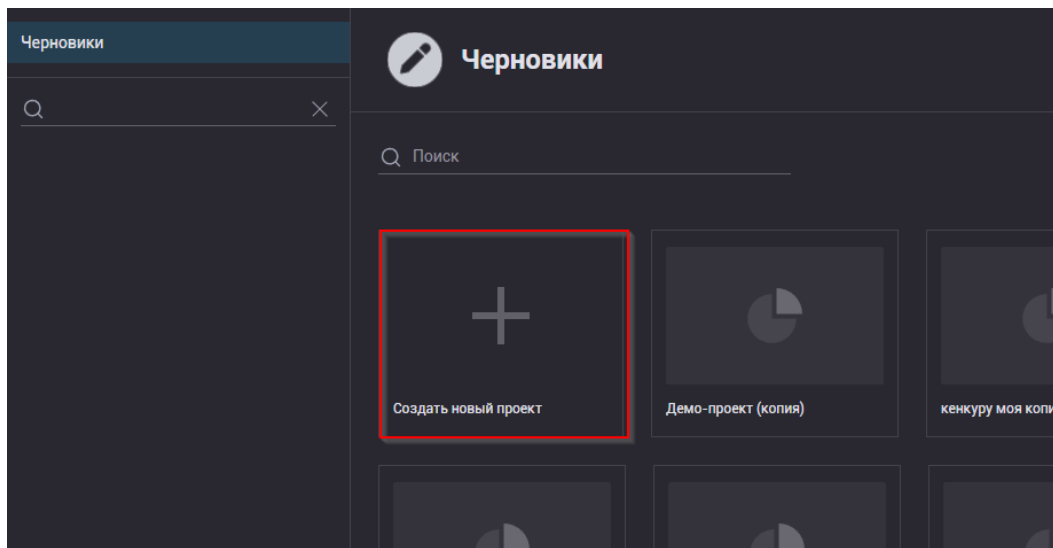 Черновики
Черновики
Поиск
Создать новый проект
Демо-проект (копия)
кенкуру моя копи